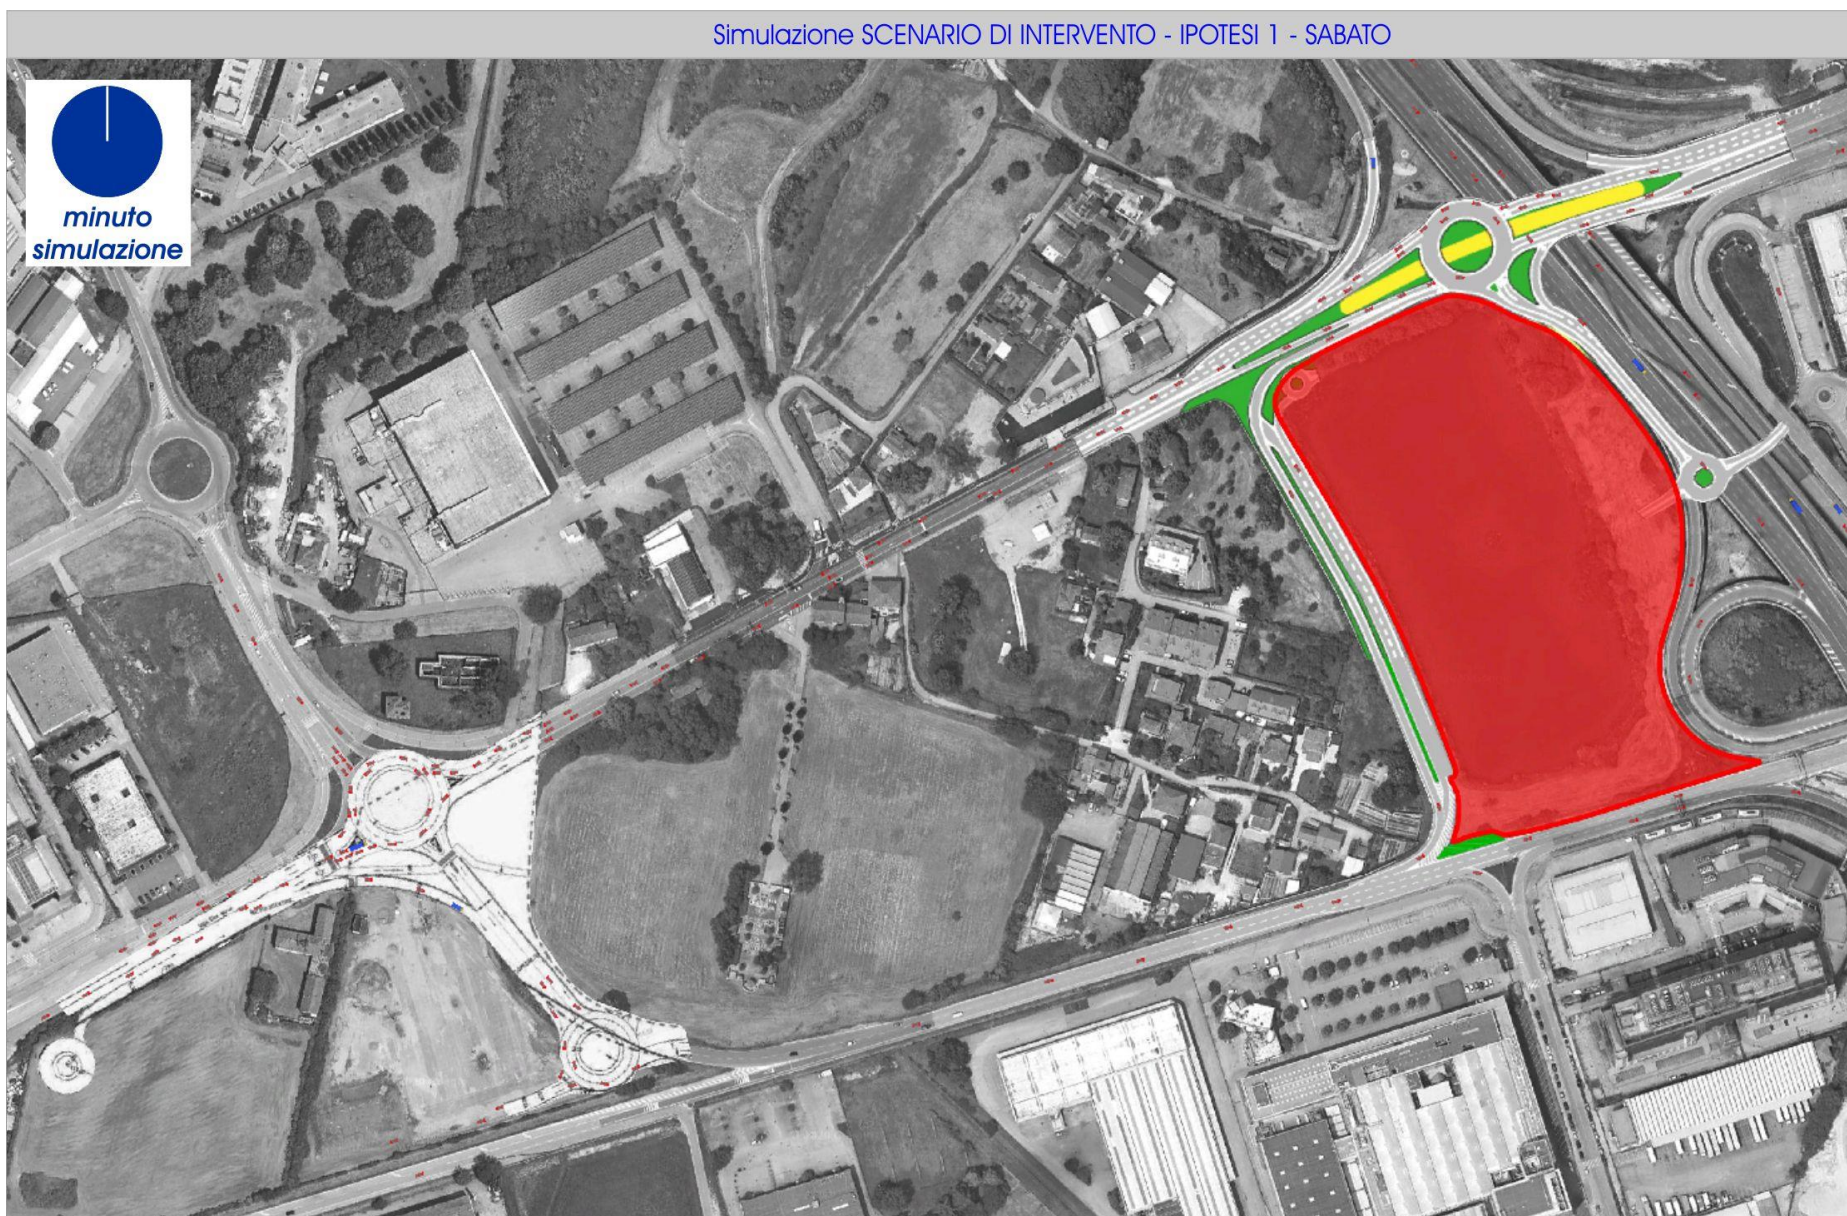 Simulazione SCENARIO DI INTERVENTO - IPOTESI 1 - SABATO
minuto
simulazione